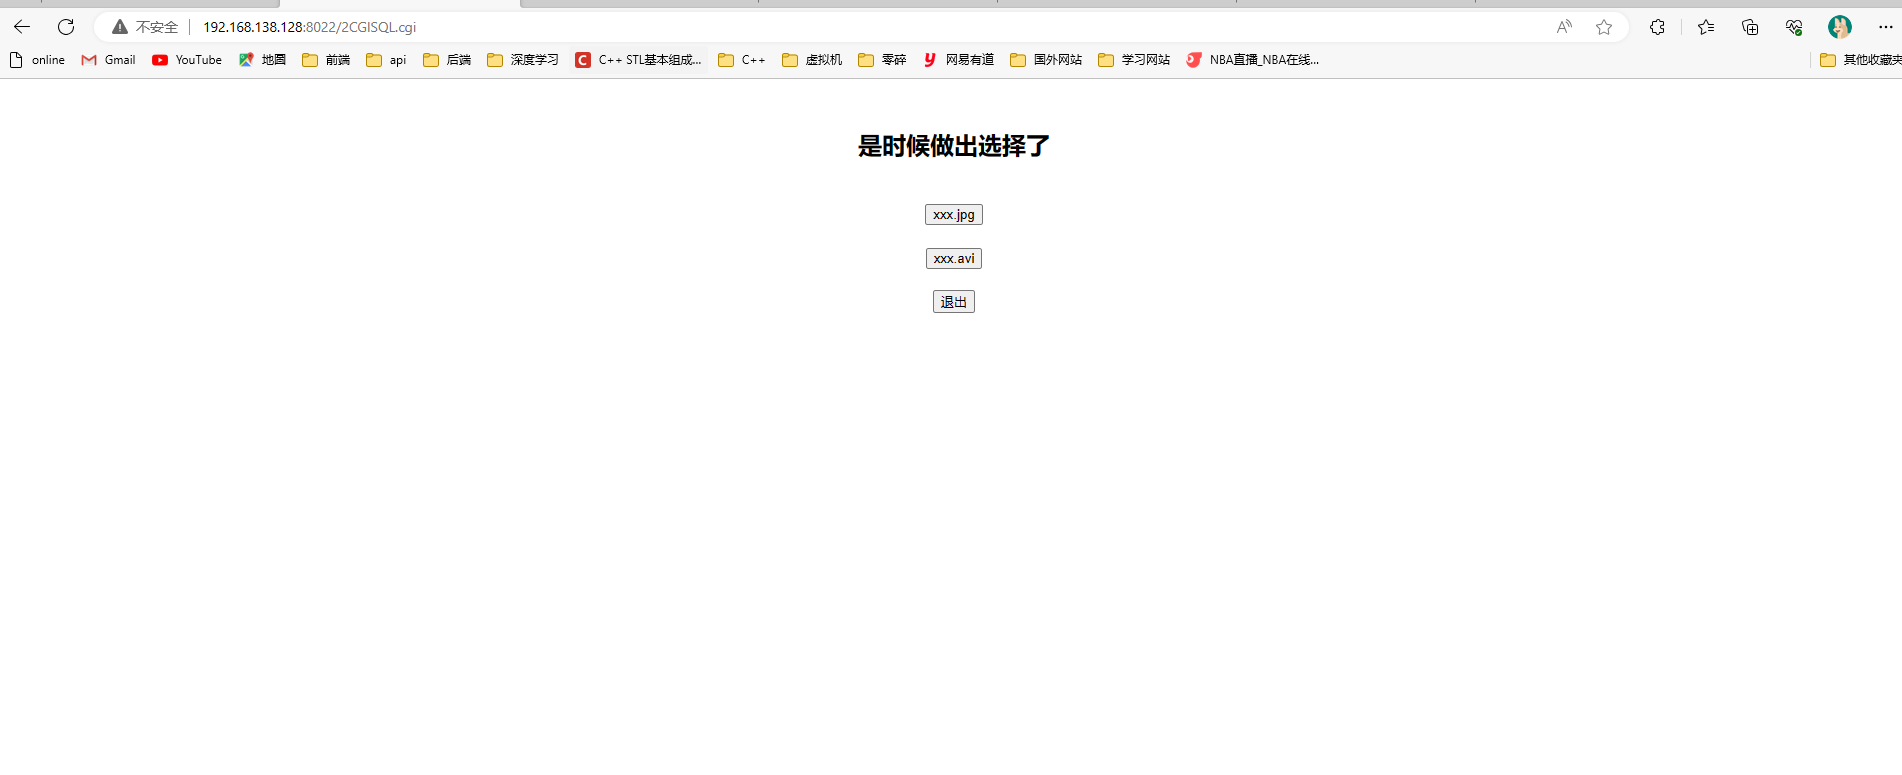 不安全 192.168.138.128:8022/2CGISQL.cgi
online Gmail YouTube 地图 前端 api 后端 深度学习 C++ STL基本组成... C++ 虚拟机 零碎 网易有道 国外网站 学习网站 NBA直播_NBA在线... 其他收藏夹
是时候做出选择了
xxx.jpg
xxx.avi
退出